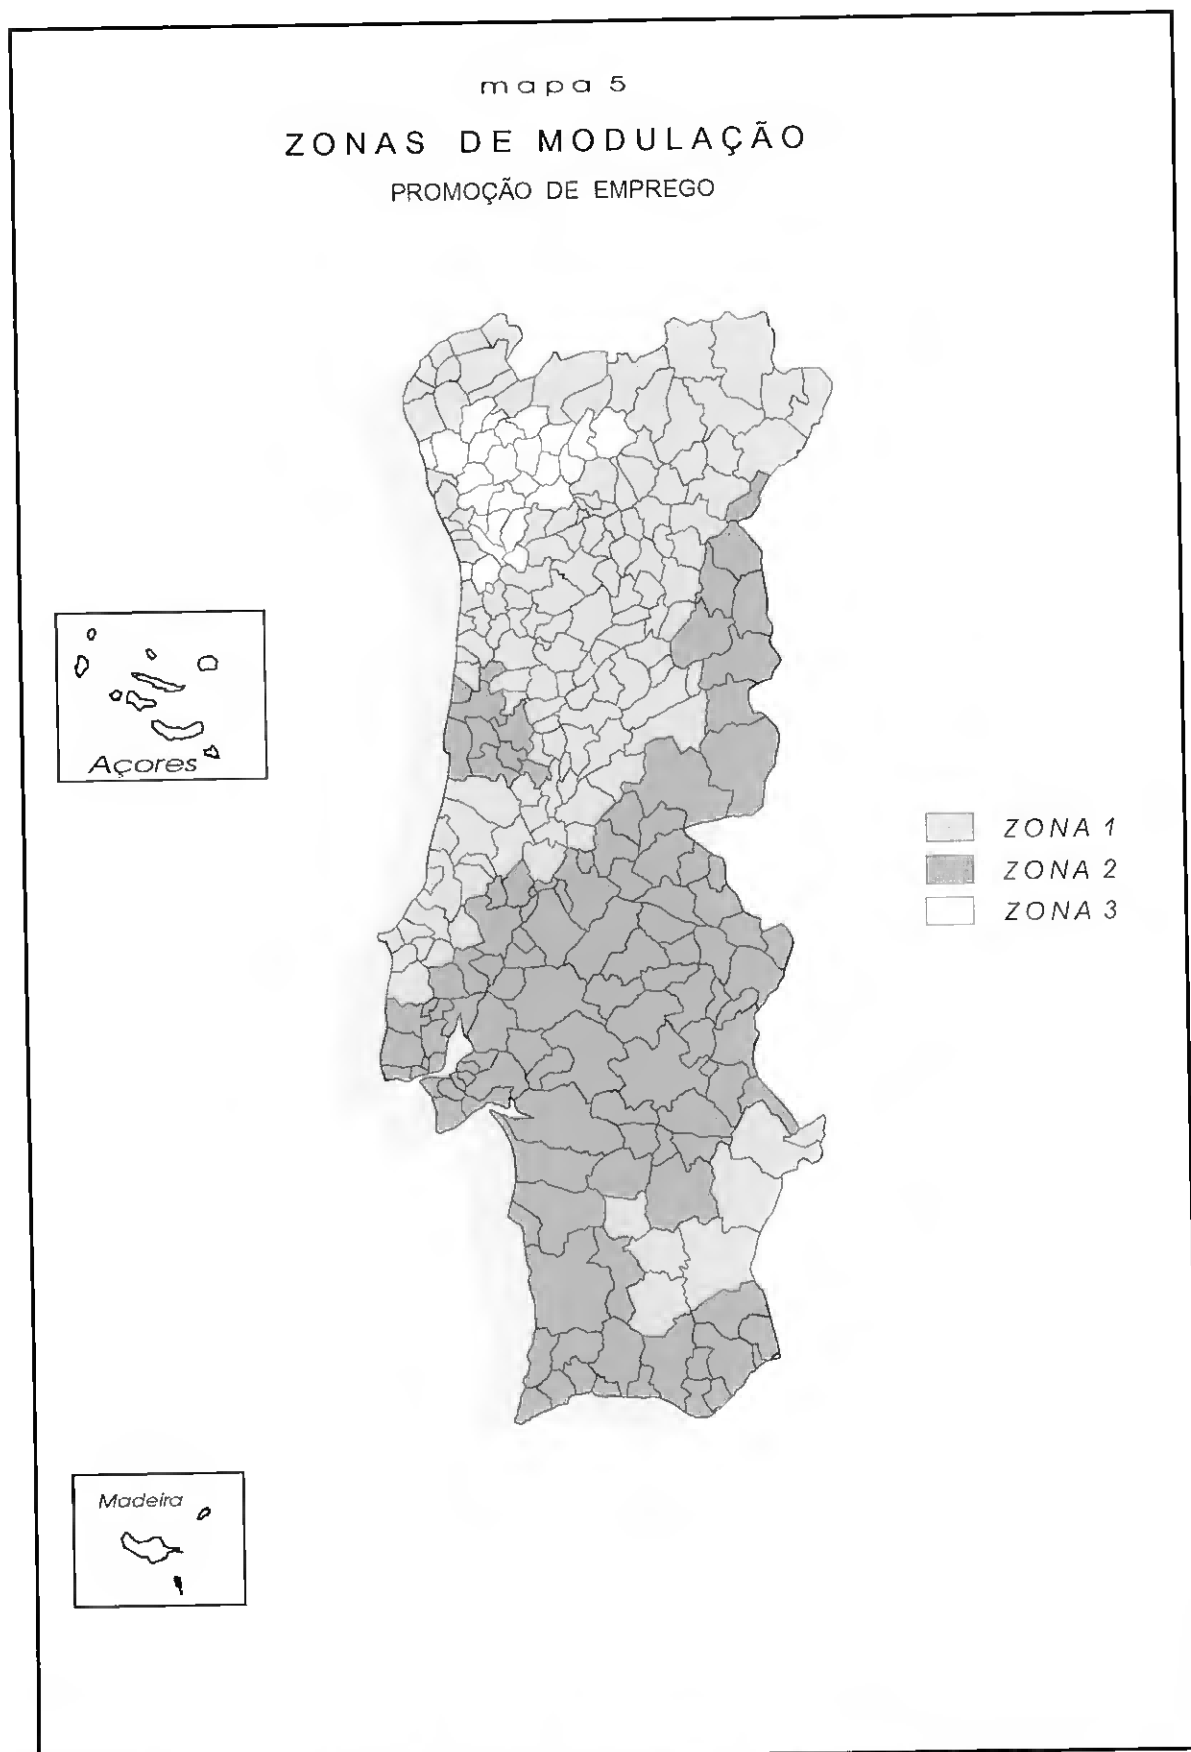 mapa 5
ZONAS DE MODULAÇÃO
PROMOÇÃO DE EMPREGO
Açores
ZONA 1
ZONA 2
ZONA 3
Madeira